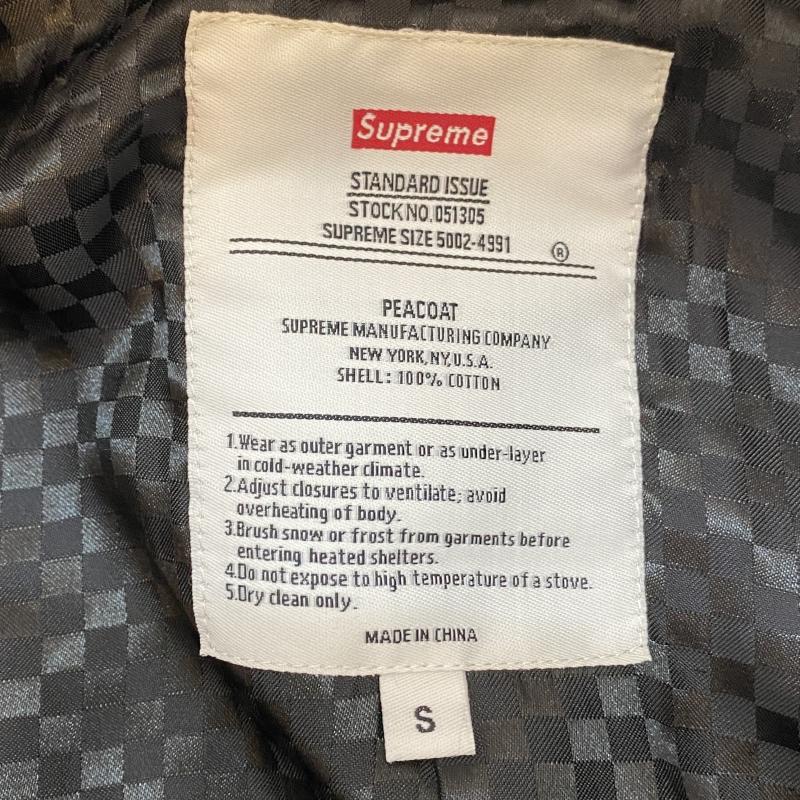 Supreme
STANDARD ISSUE
STOCK NO. 051305
SUPREME SIZE 5002-4991
®
PEACOAT
SUPREME MANUFACTURING COMPANY
NEW YORK, NY, U.S.A.
SHELL: 100% COTTON
1.Wear as outer garment or as under-layer
in cold-weather climate.
2.Adjust closures to ventilate; avoid
overheating of body.
3.Brush snow or frost from garments before
entering heated shelters.
4.Do not expose to high temperature of a stove.
5.Dry clean only.
MADE IN CHINA
S